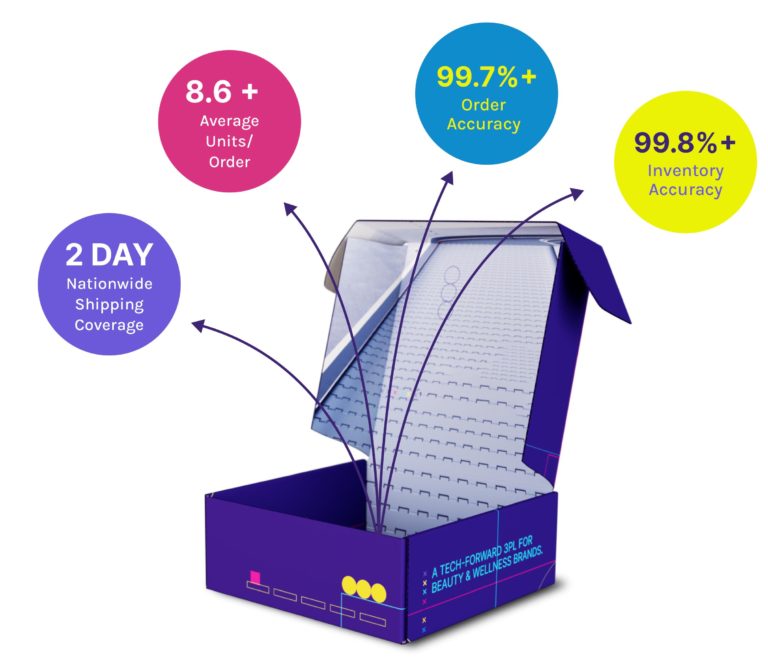 8.6 +
Average
Units/
Order
99.7%+
Order
Accuracy
99.8%+
Inventory
Accuracy
2 DAY
Nationwide
Shipping
Coverage
A TECH-FORWARD 3PL FOR
BEAUTY & WELLNESS BRANDS.